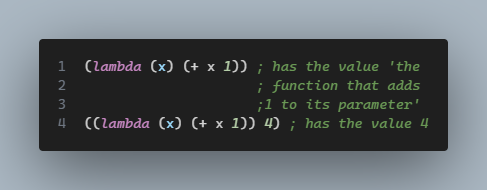 1 (lambda (x) (+ x 1)) ; has the value 'the
2 ; function that adds
3 ;1 to its parameter'
4 ((lambda (x) (+ x 1)) 4) ; has the value 4